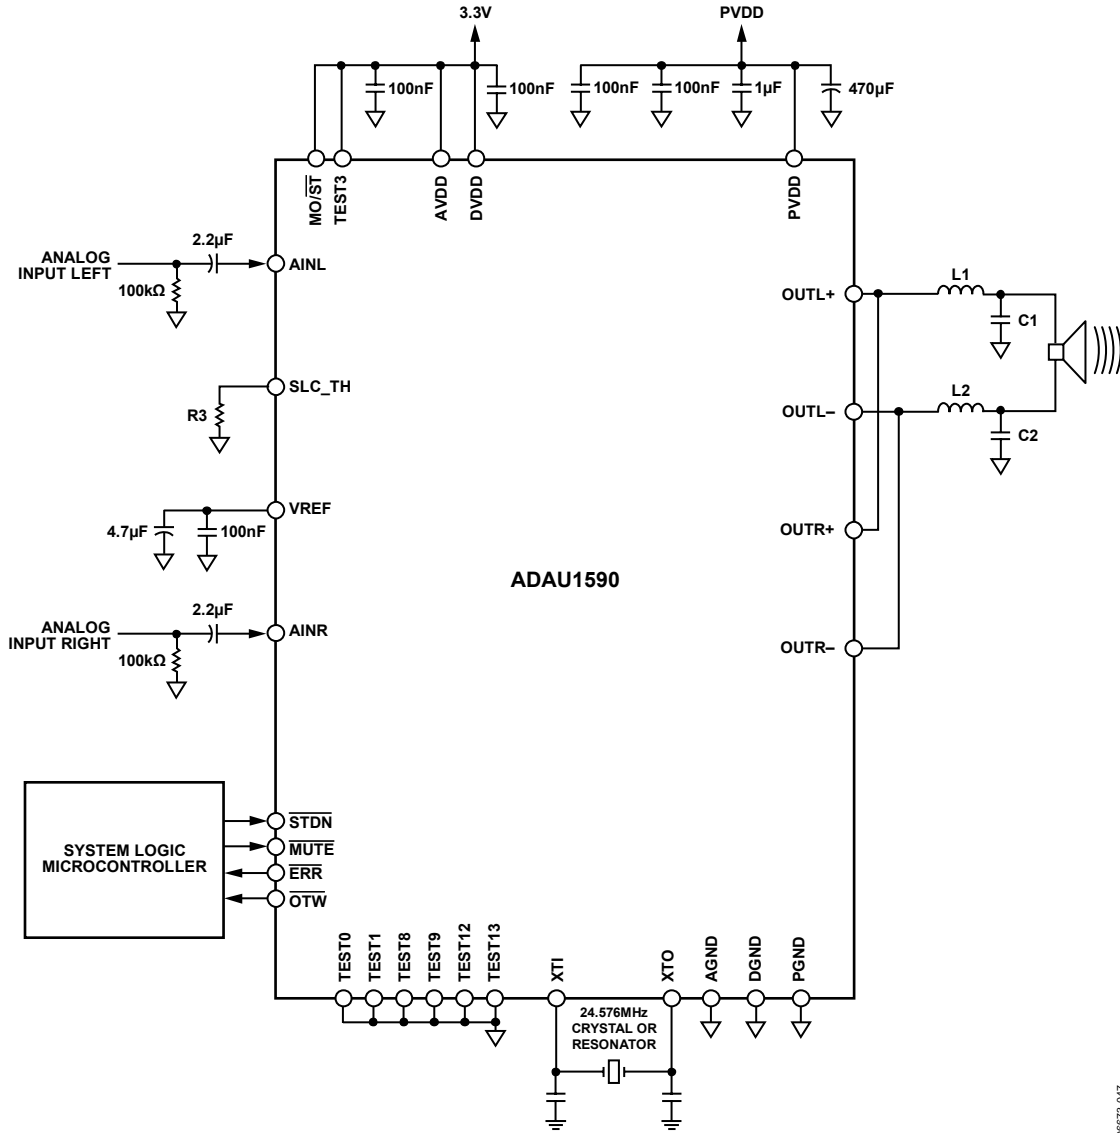 3.3V
PVDD
100nF
100nF
100nF
100nF
1µF
470µF
MO/ST
TEST3
AVDD
DVDD
PVDD
ANALOG
INPUT LEFT
2.2µF
100kΩ
AINL
OUTL+
L1
C1
SLC_TH
R3
OUTL–
L2
C2
VREF
4.7µF
100nF
OUTR+
ADAU1590
ANALOG
INPUT RIGHT
2.2µF
100kΩ
AINR
OUTR–
SYSTEM LOGIC
MICROCONTROLLER
STDN
MUTE
ERR
OTW
TEST0
TEST1
TEST8
TEST9
TEST12
TEST13
XTI
XTO
AGND
DGND
PGND
24.576MHz
CRYSTAL OR
RESONATOR